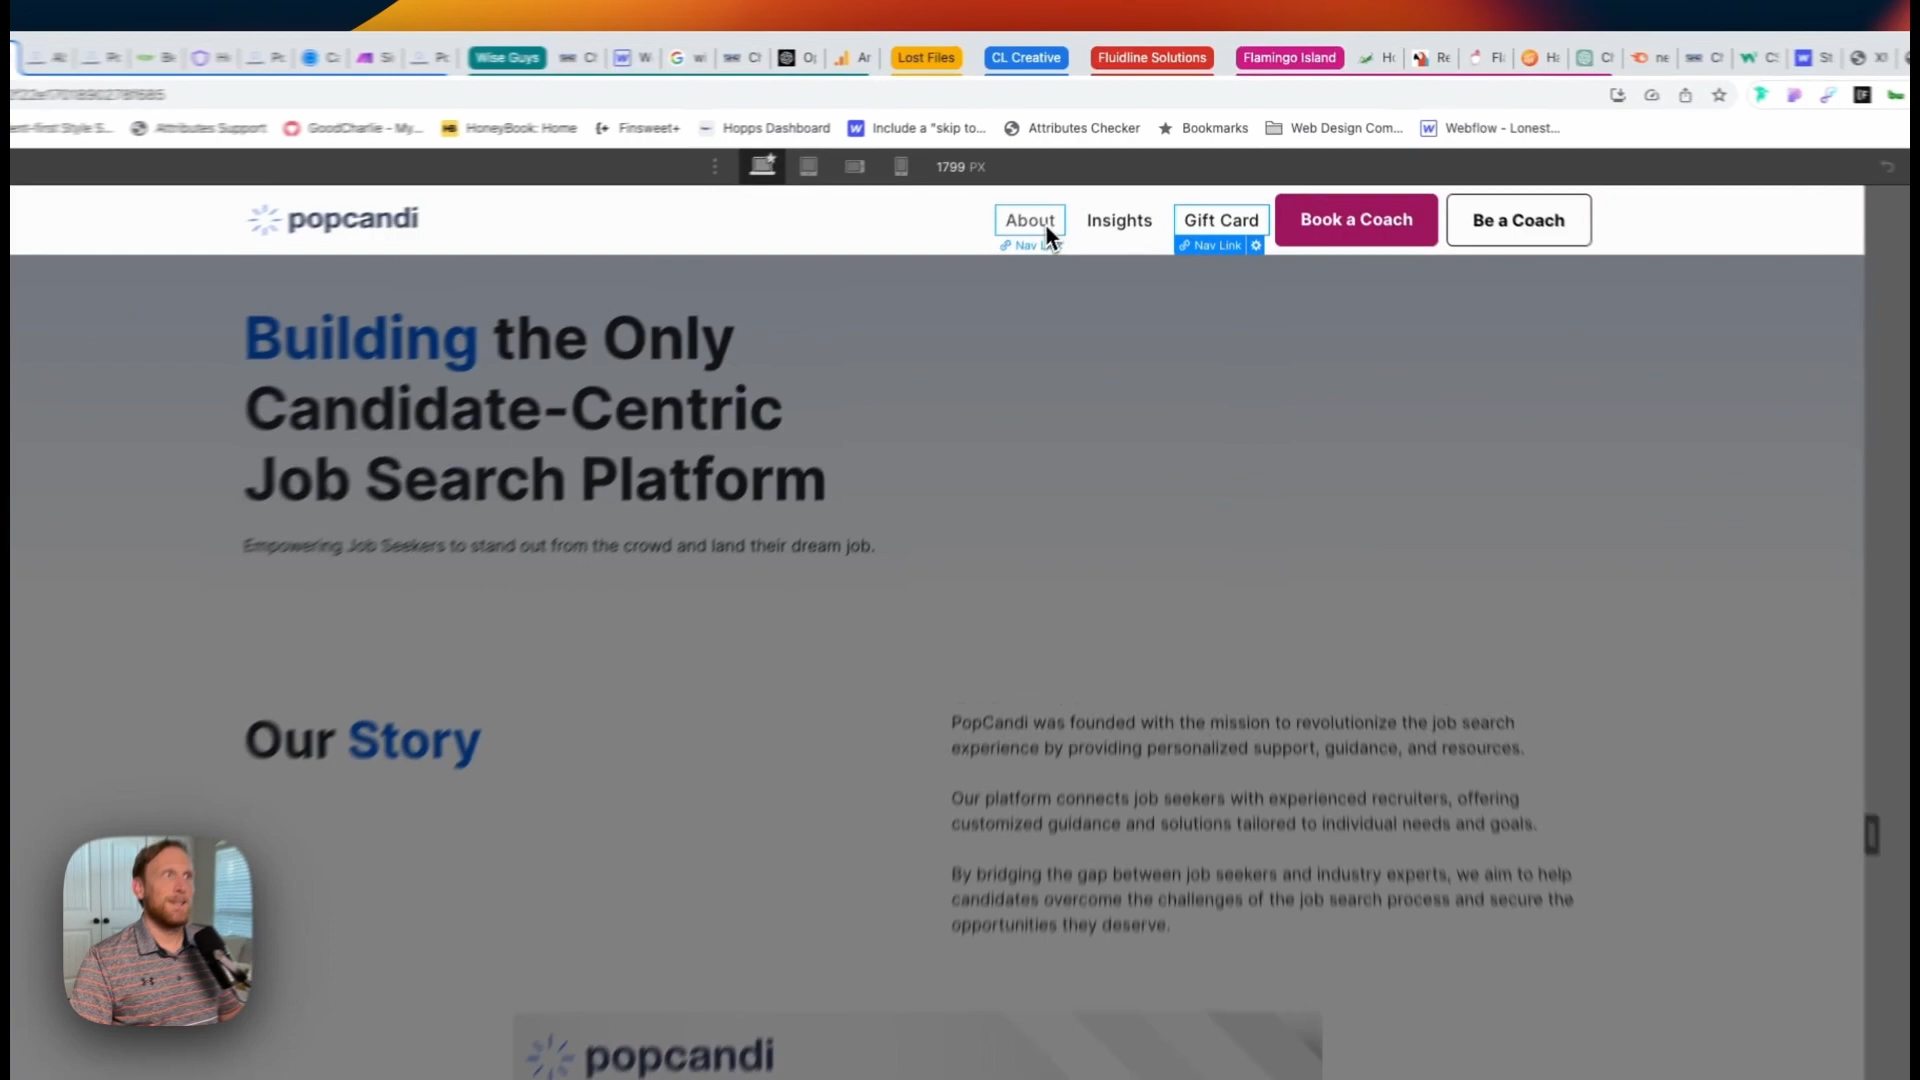 Wise Guys
Lost Files
CL Creative
Fluidline Solutions
Flamingo Island
Attributes Support
GoodCharlie - My...
HoneyBook: Home
Finsweet+
Hopps Dashboard
Include a "skip to...
Attributes Checker
Bookmarks
Web Design Com...
Webflow - Lonest...
1799 PX
popcandi
About
Insights
Gift Card
Book a Coach
Be a Coach
Nav
Nav Link
Building the Only
Candidate-Centric
Job Search Platform
Empowering Job Seekers to stand out from the crowd and land their dream job.
Our Story
PopCandi was founded with the mission to revolutionize the job search
experience by providing personalized support, guidance, and resources.
Our platform connects job seekers with experienced recruiters, offering
customized guidance and solutions tailored to individual needs and goals.
By bridging the gap between job seekers and industry experts, we aim to help
candidates overcome the challenges of the job search process and secure the
opportunities they deserve.
popcandi